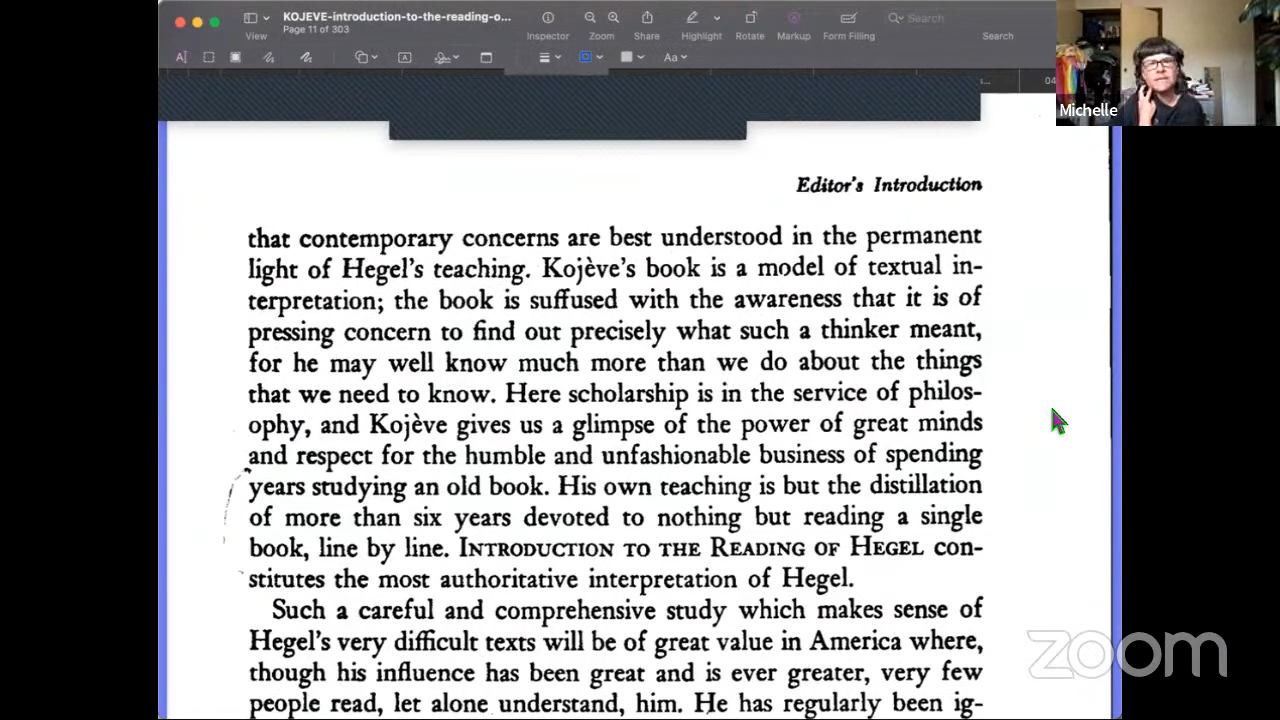 KOJEVE-introduction-to-the-reading-o...
Page 11 of 303
View
Inspector
Zoom
Share
Highlight
Rotate
Markup
Form Filling
Search
Search
Aa
04
Michelle
Editor's Introduction
that contemporary concerns are best understood in the permanent
light of Hegel's teaching. Kojève's book is a model of textual in-
terpretation; the book is suffused with the awareness that it is of
pressing concern to find out precisely what such a thinker meant,
for he may well know much more than we do about the things
that we need to know. Here scholarship is in the service of philos-
ophy, and Kojève gives us a glimpse of the power of great minds
and respect for the humble and unfashionable business of spending
years studying an old book. His own teaching is but the distillation
of more than six years devoted to nothing but reading a single
book, line by line. INTRODUCTION TO THE READING OF HEGEL con-
stitutes the most authoritative interpretation of Hegel.
Such a careful and comprehensive study which makes sense of
Hegel's very difficult texts will be of great value in America where,
though his influence has been great and is ever greater, very few
people read, let alone understand, him. He has regularly been ig-
zoom